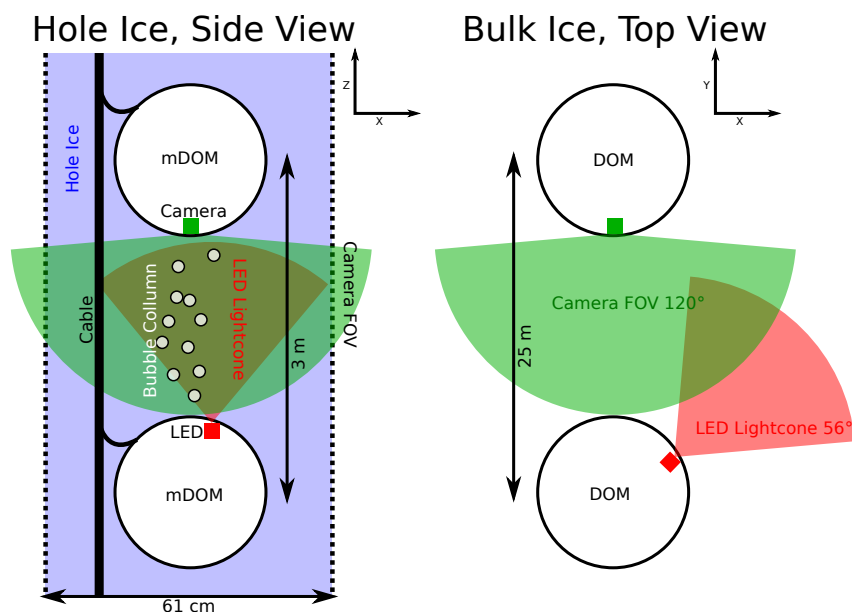 Hole Ice, Side View
Z
X
Hole Ice
mDOM
Camera
Cable
Bubble Collumn
LED Lightcone
3 m
Camera FOV
LED
mDOM
61 cm
Bulk Ice, Top View
Y
X
DOM
Camera FOV 120°
25 m
LED Lightcone 56°
DOM